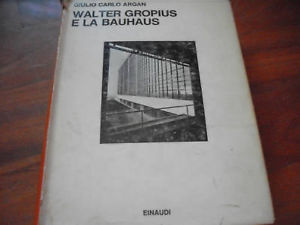 GIULIO CARLO ARGAN
WALTER GROPIUS
E LA BAUHAUS
EINAUDI